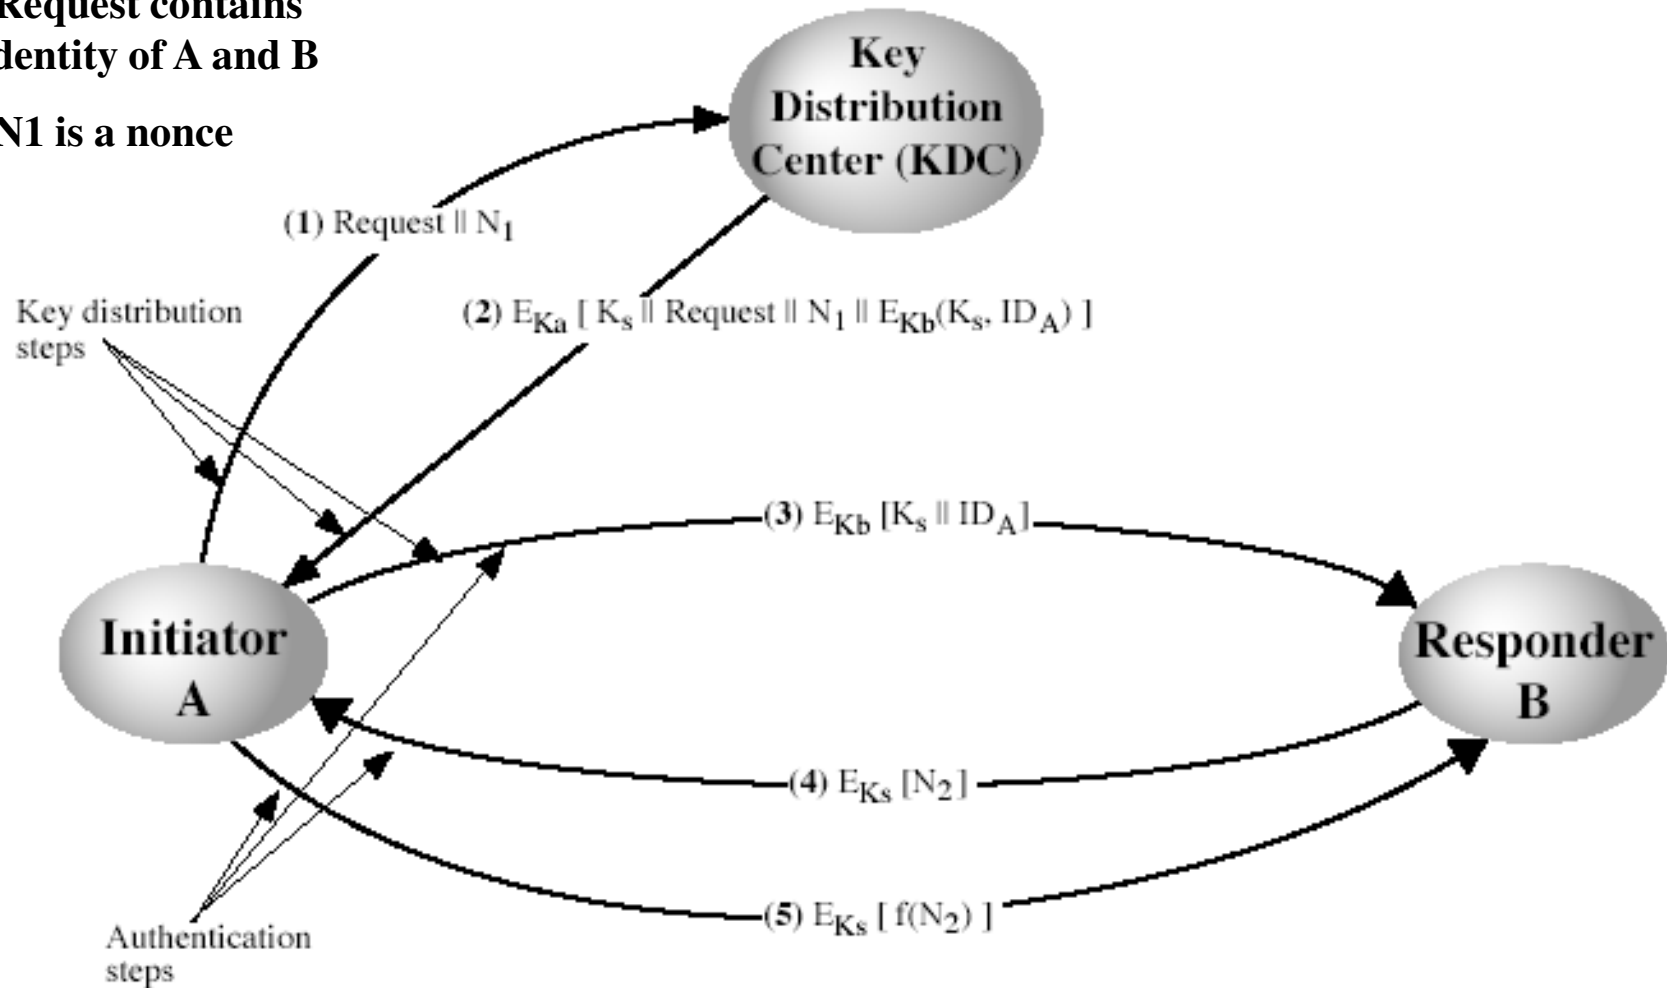 Request contains
dentity of A and B
N1 is a nonce
Key
Distribution
Center (KDC)
(1) Request || N1
Key distribution
steps
(2) EKa [ Ks || Request || N1 || EKb(Ks, IDA) ]
(3) EKb [Ks || IDA]
Initiator
A
Responder
B
(4) EKs [N2]
(5) EKs [ f(N2) ]
Authentication
steps